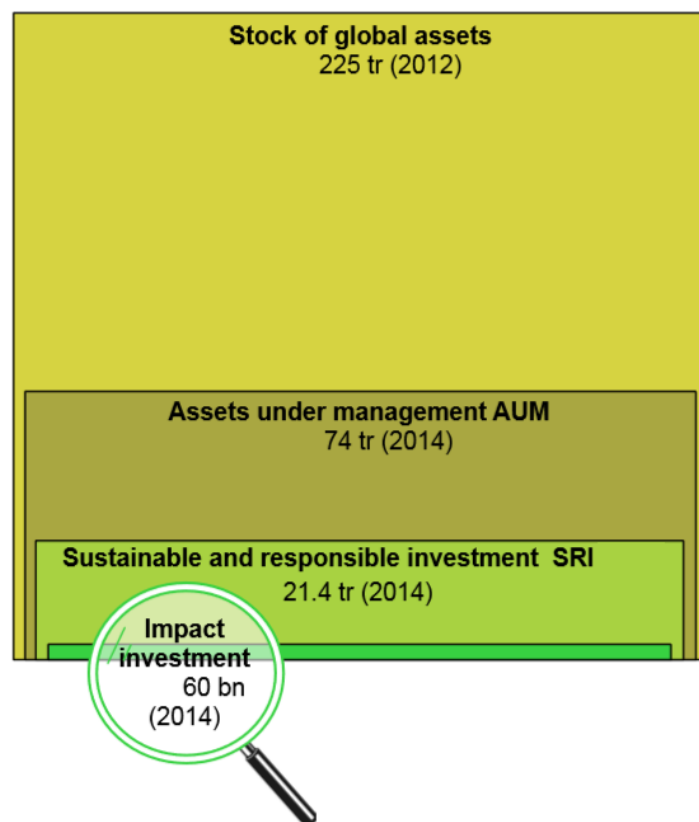 Stock of global assets
225 tr (2012)
Assets under management AUM
74 tr (2014)
Sustainable and responsible investment SRI
21.4 tr (2014)
Impact
investment
60 bn
(2014)